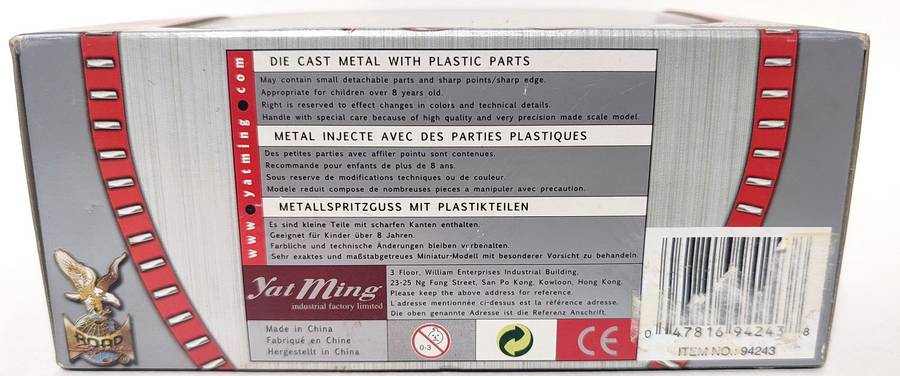 www.yatming.com
DIE CAST METAL WITH PLASTIC PARTS
May contain small detachable parts and sharp points/sharp edge.
Appropriate for children over 8 years old.
Right is reserved to effect changes in colors and technical details.
Handle with special care because of high quality and very precision made scale model.
METAL INJECTE AVEC DES PARTIES PLASTIQUES
Des petites parties avec affiler pointu sont contenues.
Recommande pour enfants de plus de 8 ans.
Sous reserve de modifications techniques ou de couleur.
Modele reduit compose de nombreuses pieces a manipuler avec precaution.
METALLSPRITZGUSS MIT PLASTIKTEILEN
Es sind kleine Teile mit scharfen Kanten enthalten.
Geeignet für Kinder über 8 Jahren.
Farbliche und technische Änderungen bleiben vorbenalten.
Sehr exaktes und maßstabgetreues Miniatur-Modell mit besonderer Vorsicht zu behandeln.
Yat Ming
industrial factory limited
3 Floor, William Enterprises Industrial Building,
23-25 Ng Fong Street, San Po Kong, Kowloon, Hong Kong.
Please keep the above address for reference.
L'adresse mentionnée ci-dessus est la référence adresse.
Die oben genannte Adresse ist die Referenz Anschrift.
Made in China
Fabriqué en Chine
Hergestellt in China
0-3
CE
ROAD
0 47816 94243 8
ITEM NO.: 94243